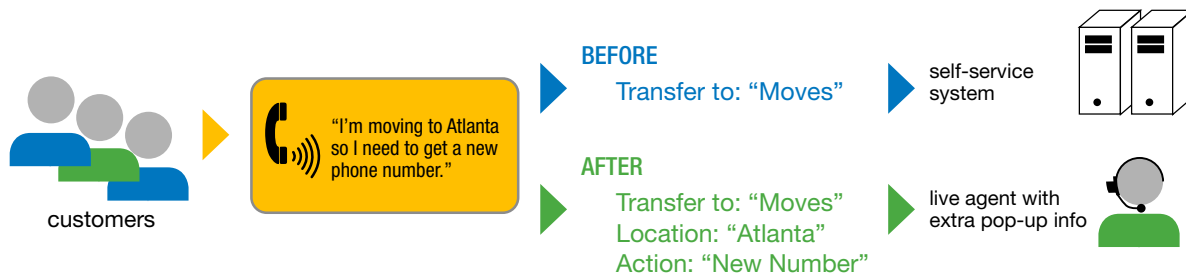 customers
“I’m moving to Atlanta
so I need to get a new
phone number.”
BEFORE
Transfer to: “Moves”
self-service
system
AFTER
Transfer to: “Moves”
Location: “Atlanta”
Action: “New Number”
live agent with
extra pop-up info